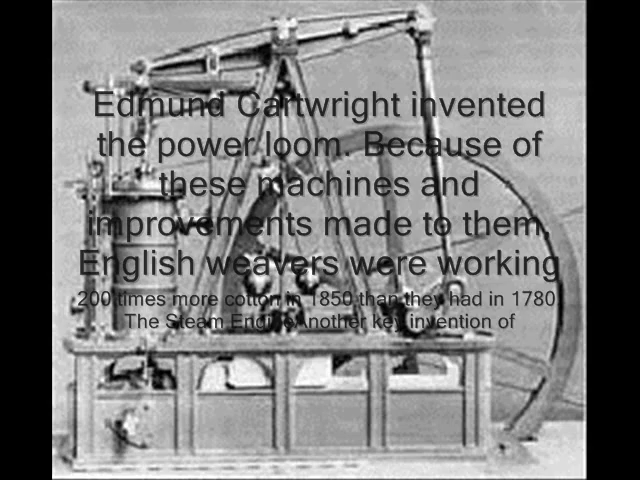 Edmund Cartwright invented
the power loom. Because of
these machines and
improvements made to them,
English weavers were working
200 times more cotton in 1850 than they had in 1780.
The Steam Engine Another key invention of